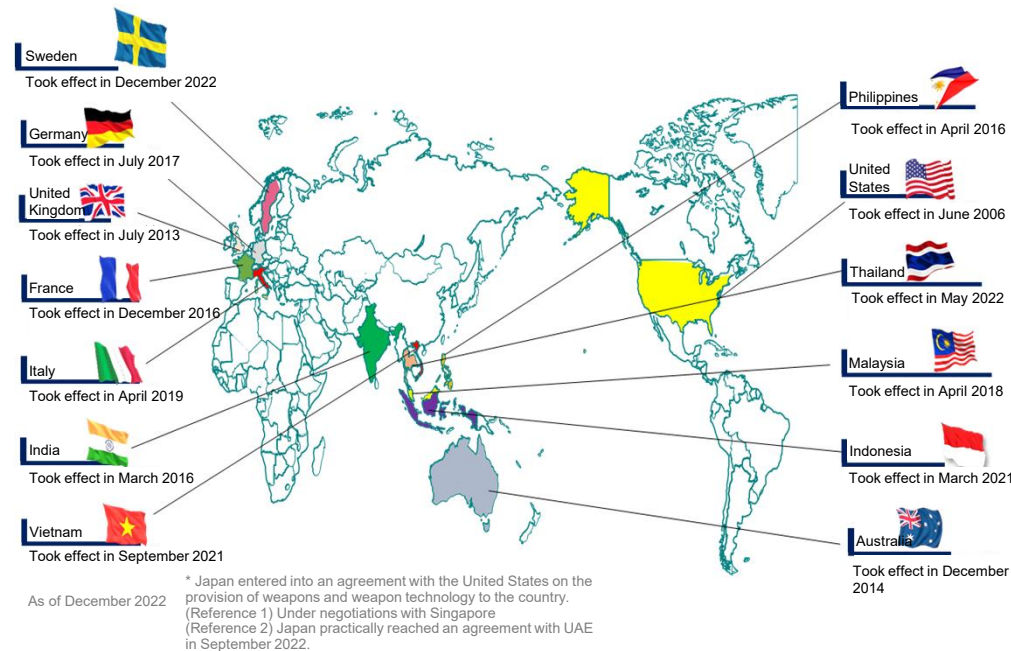 Sweden
Took effect in December 2022
Germany
Took effect in July 2017
United
Kingdom
Took effect in July 2013
France
Took effect in December 2016
Italy
Took effect in April 2019
India
Took effect in March 2016
Vietnam
Took effect in September 2021
Philippines
Took effect in April 2016
United
States
Took effect in June 2006
Thailand
Took effect in May 2022
Malaysia
Took effect in April 2018
Indonesia
Took effect in March 2021
Australia
Took effect in December
2014
As of December 2022
* Japan entered into an agreement with the United States on the
provision of weapons and weapon technology to the country.
(Reference 1) Under negotiations with Singapore
(Reference 2) Japan practically reached an agreement with UAE
in September 2022.